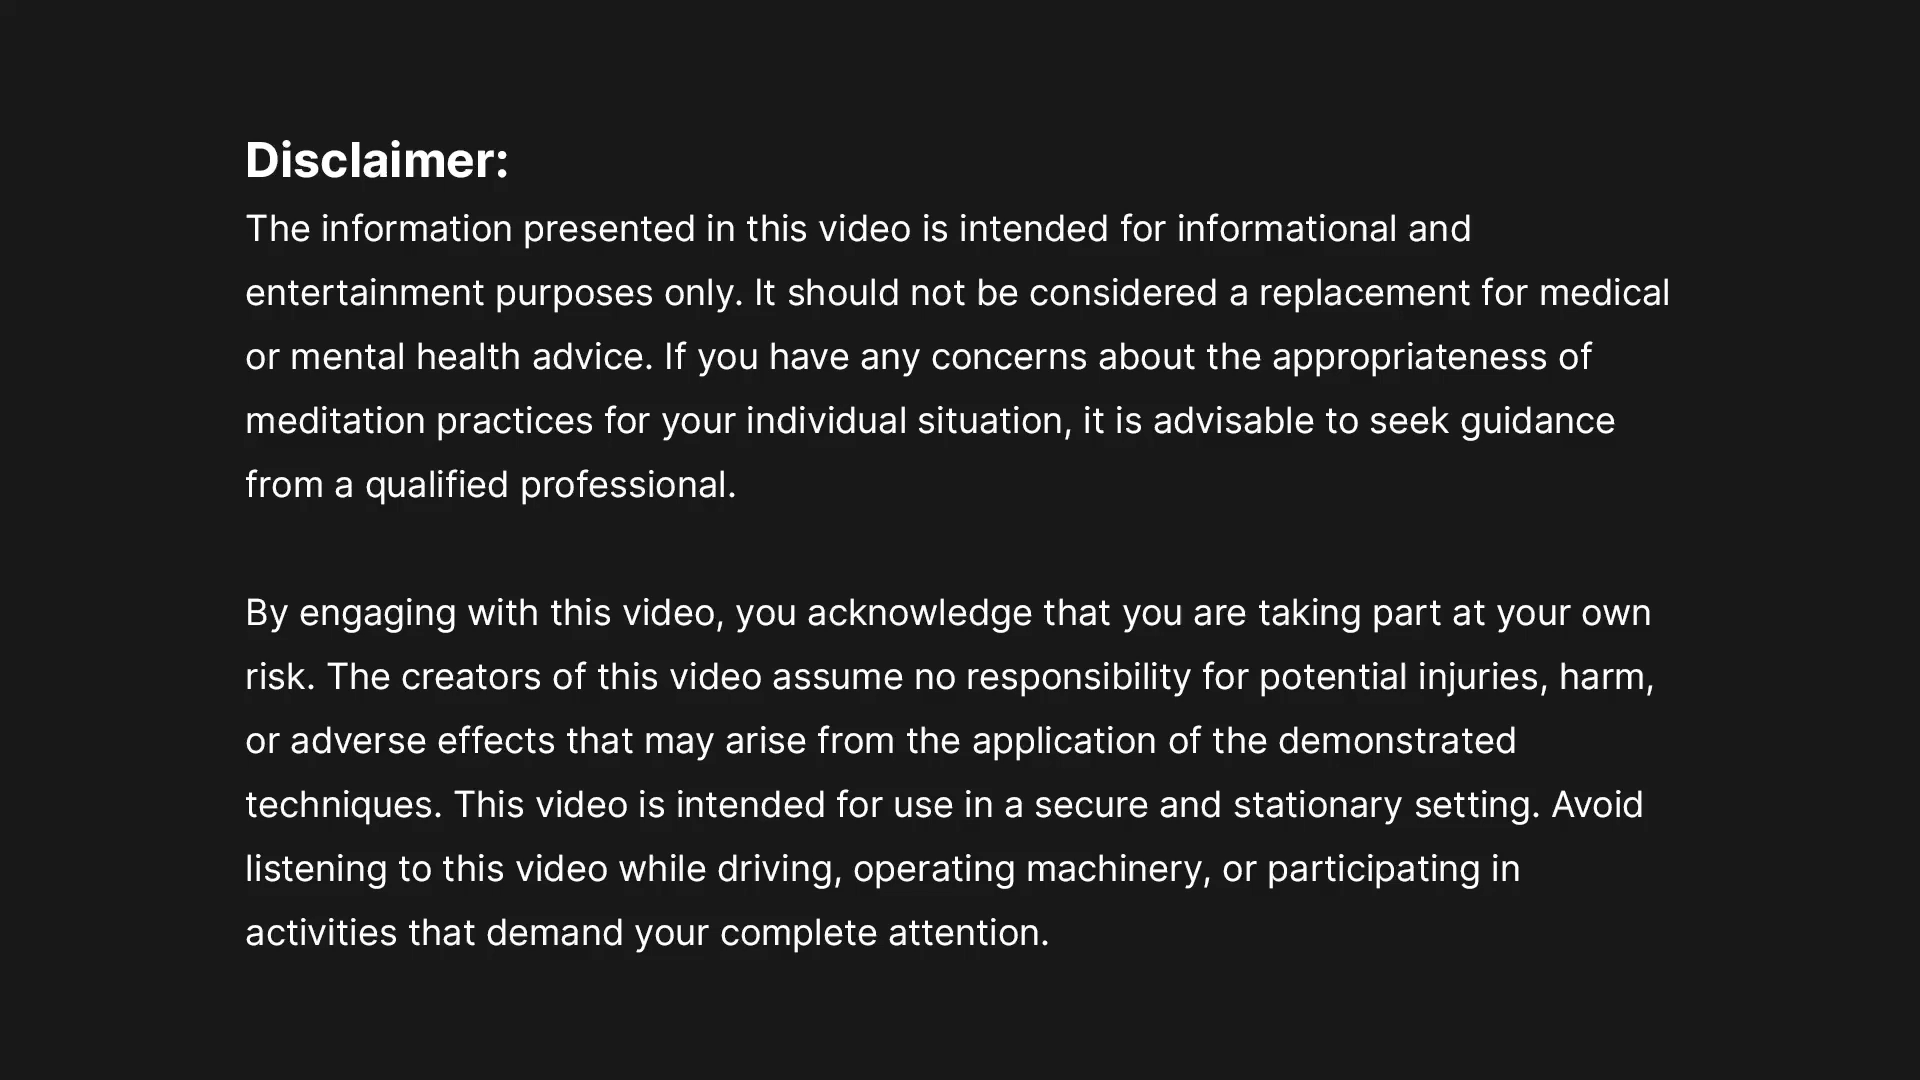 Disclaimer:
The information presented in this video is intended for informational and
entertainment purposes only. It should not be considered a replacement for medical
or mental health advice. If you have any concerns about the appropriateness of
meditation practices for your individual situation, it is advisable to seek guidance
from a qualified professional.
By engaging with this video, you acknowledge that you are taking part at your own
risk. The creators of this video assume no responsibility for potential injuries, harm,
or adverse effects that may arise from the application of the demonstrated
techniques. This video is intended for use in a secure and stationary setting. Avoid
listening to this video while driving, operating machinery, or participating in
activities that demand your complete attention.